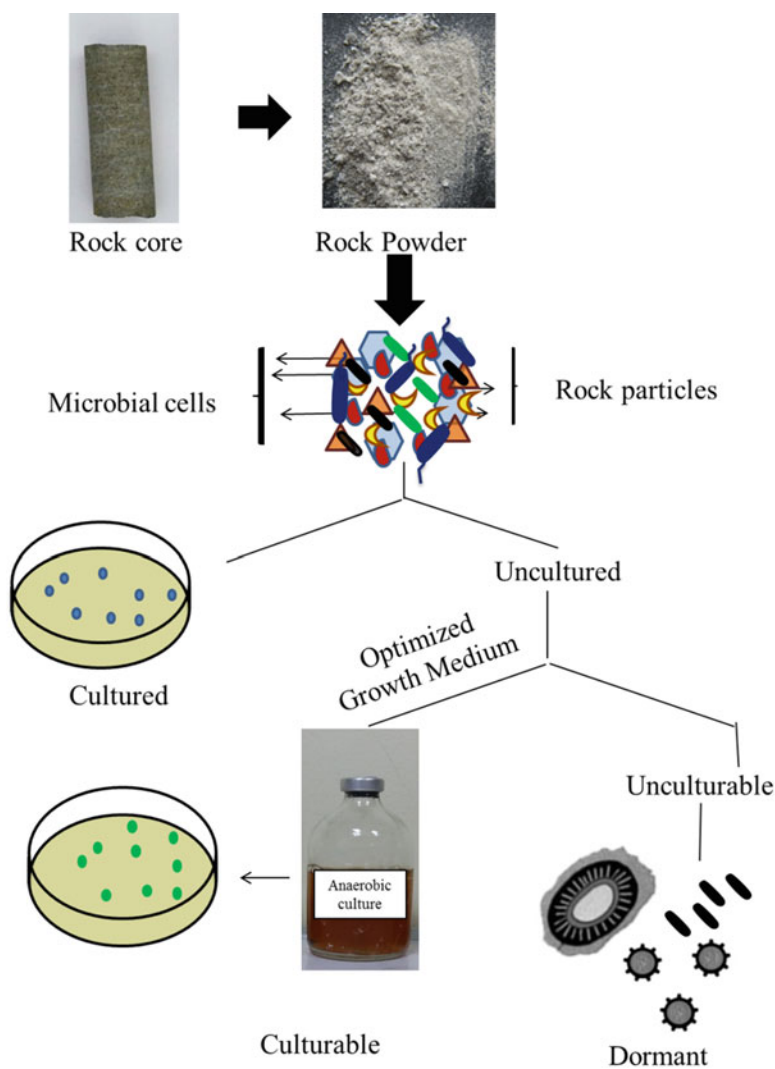 Rock core
Rock Powder
Microbial cells
Rock particles
Uncultured
Optimized
Growth Medium
Cultured
Unculturable
Anaerobic
culture
Culturable
Dormant